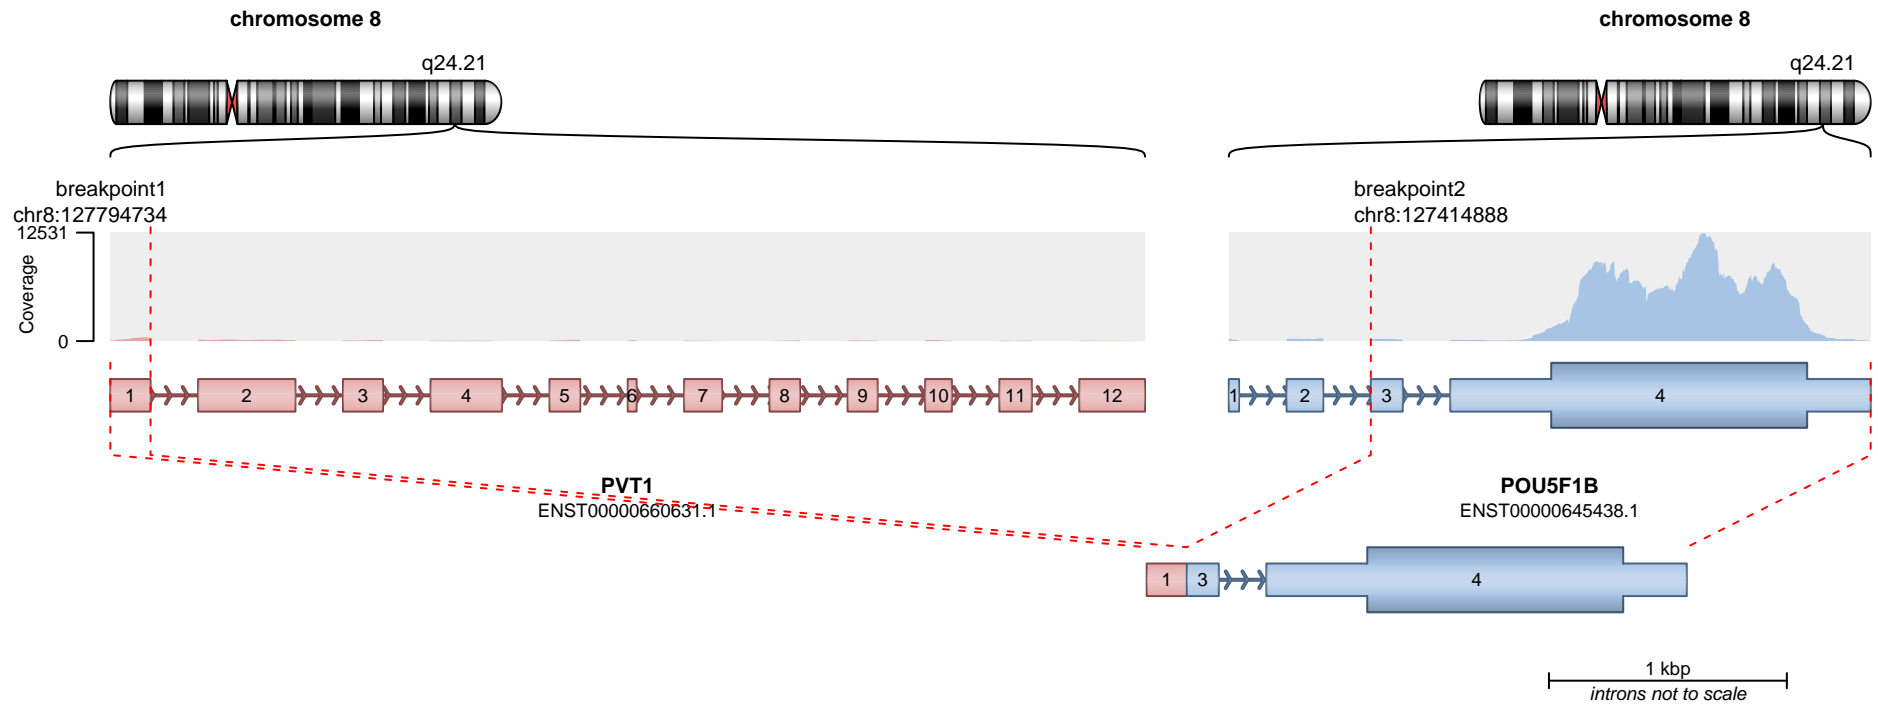 chromosome 8
chromosome 8
q24.21
q24.21
breakpoint1
chr8:127794734
breakpoint2
chr8:127414888
12531
Coverage
0
1 2 3 4 5 6 7 8 9 10 11 12
1 2 3 4
PVT1
ENST00000660631.1
POU5F1B
ENST00000645438.1
1 3 4
1 kbp
introns not to scale